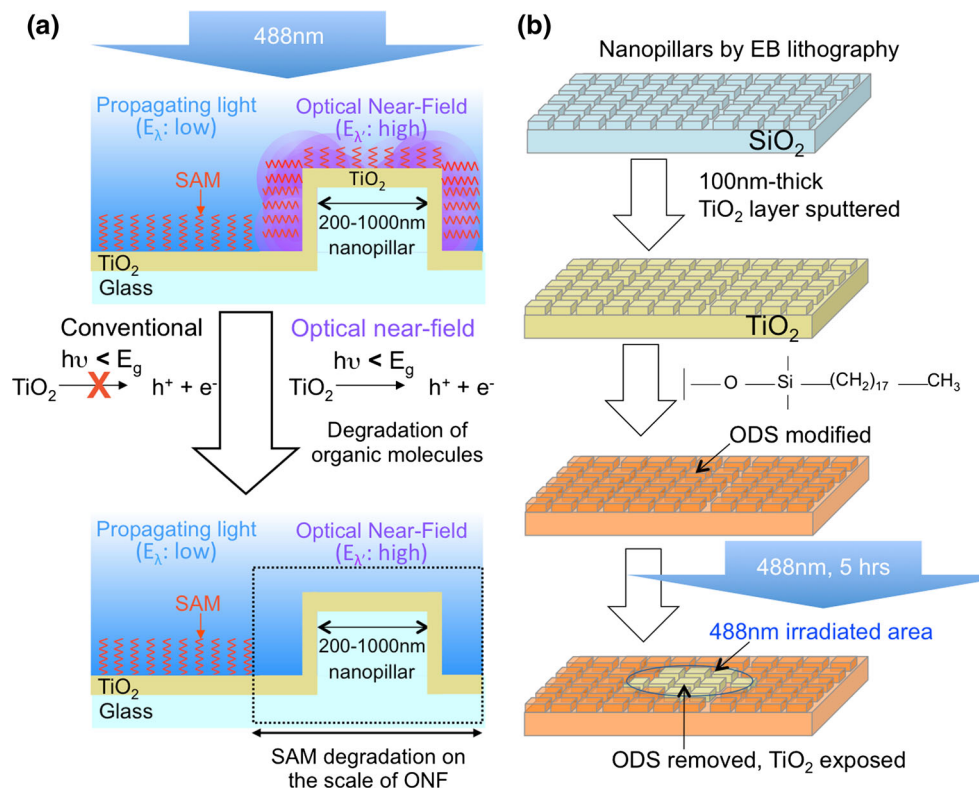 (a)
488nm
Propagating light
(Eλ: low)
Optical Near-Field
(Eλ′: high)
SAM
TiO2
200-1000nm
nanopillar
TiO2
Glass
Conventional
hυ < Eg
TiO2 X h+ + e-
Optical near-field
hυ < Eg
TiO2 h+ + e-
Degradation of
organic molecules
Propagating light
(Eλ: low)
Optical Near-Field
(Eλ′: high)
SAM
200-1000nm
nanopillar
TiO2
Glass
SAM degradation on
the scale of ONF
(b)
Nanopillars by EB lithography
SiO2
100nm-thick
TiO2 layer sputtered
TiO2
O Si (CH2)17 CH3
ODS modified
488nm, 5 hrs
488nm irradiated area
ODS removed, TiO2 exposed